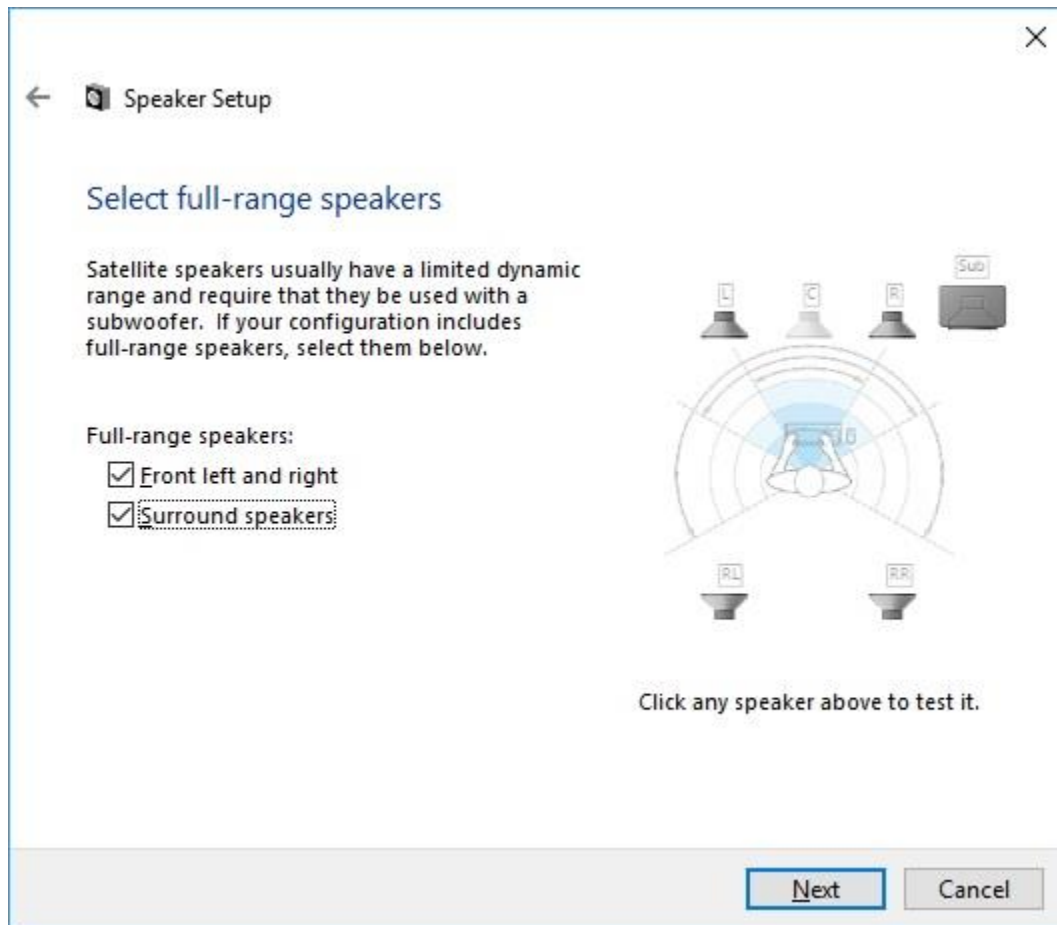 Speaker Setup
Select full-range speakers
Satellite speakers usually have a limited dynamic
range and require that they be used with a
subwoofer. If your configuration includes
full-range speakers, select them below.
Full-range speakers:
Front left and right
Surround speakers
Sub
L C R
RL RR
Click any speaker above to test it.
Next Cancel